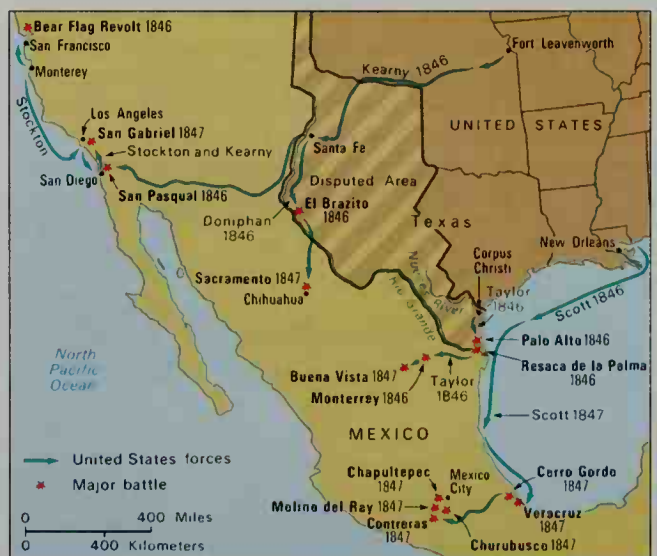 Bear Flag Revolt 1846
San Francisco
Monterey
Stockton
Los Angeles
San Gabriel 1847
Stockton and Kearny
San Diego
San Pasqual 1846
Fort Leavenworth
Kearny 1846
UNITED STATES
Santa Fe
Disputed Area
Doniphan
1846
El Brazito
1846
Texas
New Orleans
Corpus
Christi
Nueces River
Taylor
1846
Scott 1846
Sacramento 1847
Chihuahua
Rio Grande
Palo Alto 1846
Resaca de la Palma
1846
Buena Vista 1847
Monterrey 1846
Taylor
1846
Scott 1847
North
Pacific
Ocean
MEXICO
United States forces
Major battle
0 400 Miles
0 400 Kilometers
Chapultepec
1847
Mexico
City
Cerro Gordo
1847
Molino del Ray 1847
Veracruz
1847
Contreras
1847
Churubusco 1847